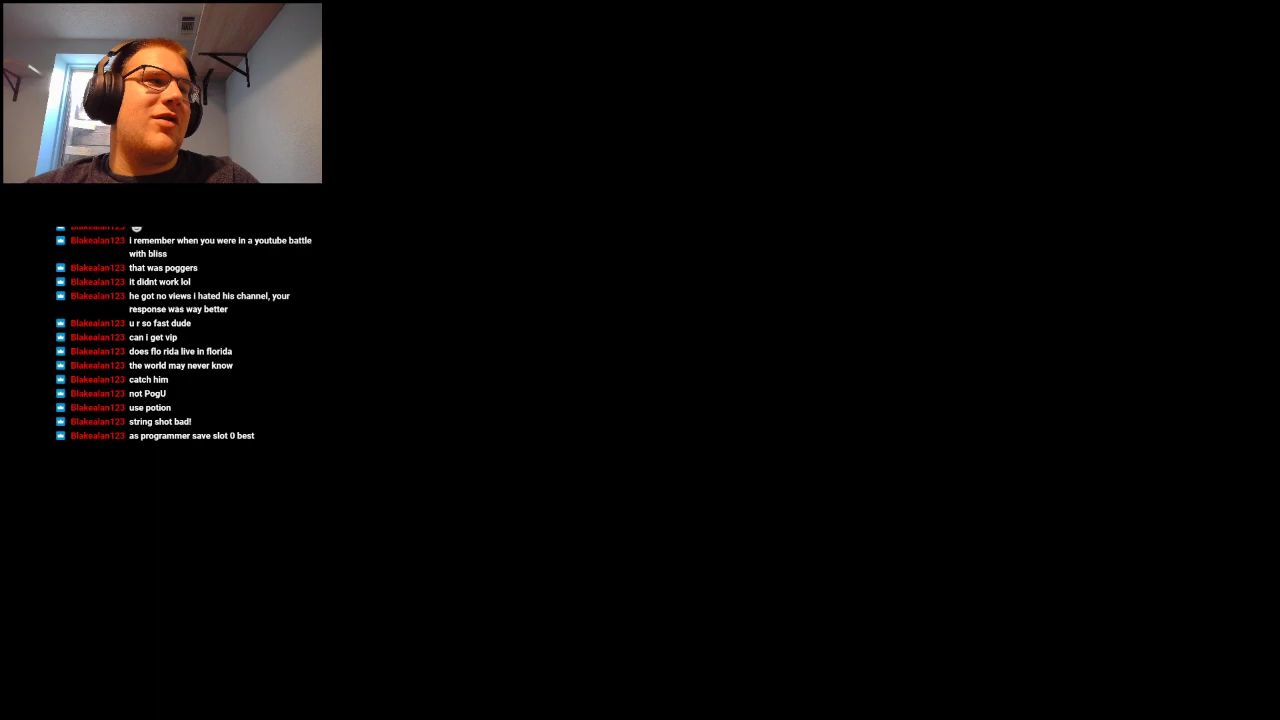 Blakealan123
Blakealan123 i remember when you were in a youtube battle
with bliss
Blakealan123 that was poggers
Blakealan123 it didnt work lol
Blakealan123 he got no views i hated his channel, your
response was way better
Blakealan123 u r so fast dude
Blakealan123 can i get vip
Blakealan123 does flo rida live in florida
Blakealan123 the world may never know
Blakealan123 catch him
Blakealan123 not PogU
Blakealan123 use potion
Blakealan123 string shot bad!
Blakealan123 as programmer save slot 0 best